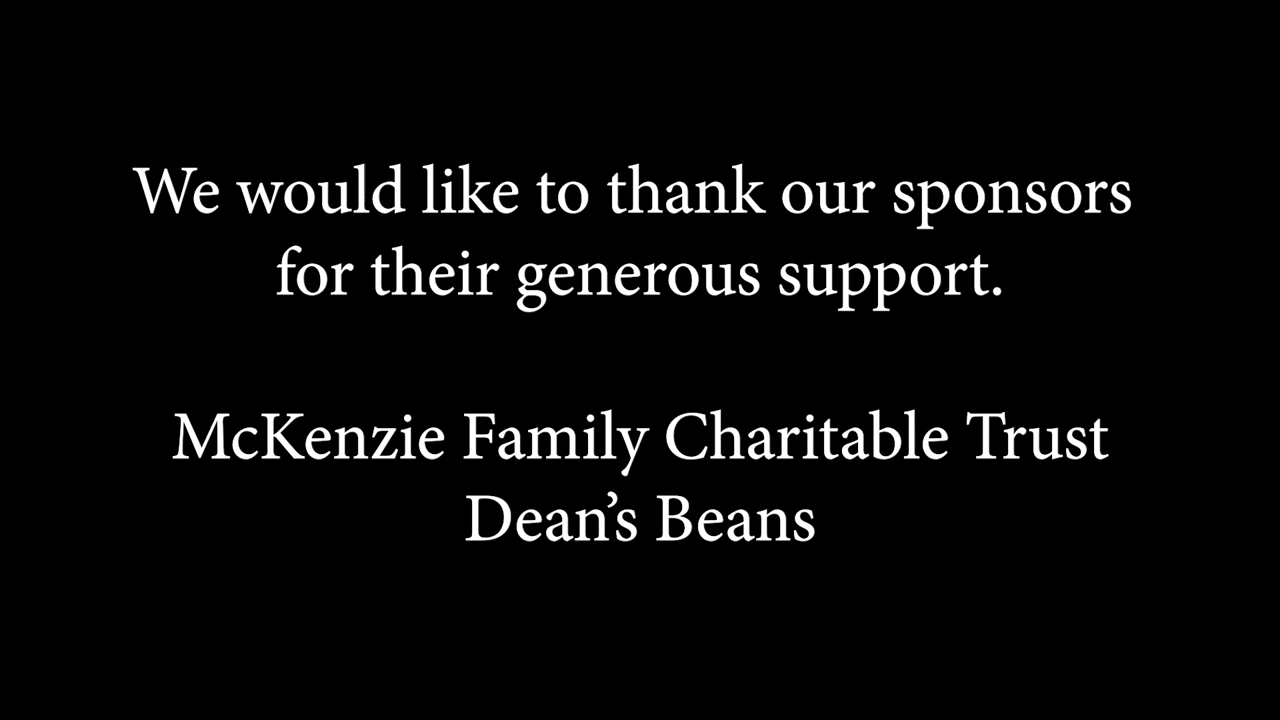 We would like to thank our sponsors
for their generous support.
McKenzie Family Charitable Trust
Dean’s Beans